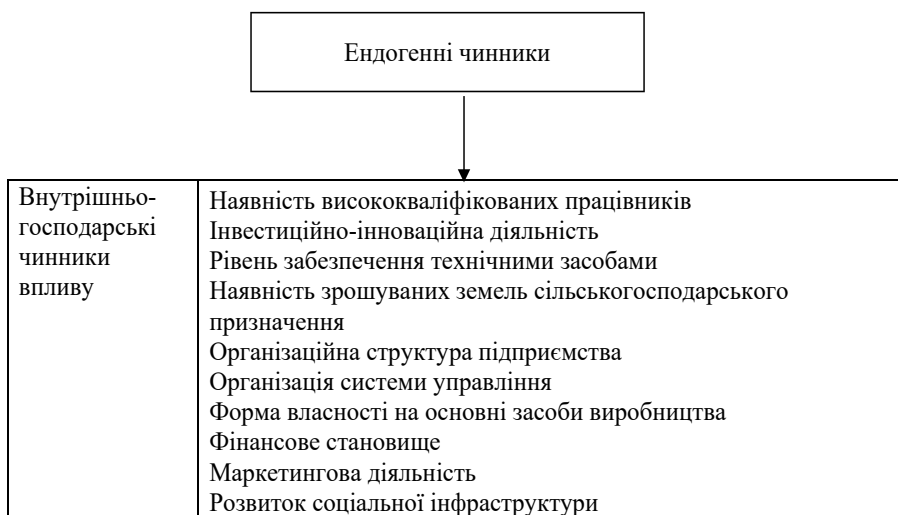 Ендогенні чинники
Внутрішньо-
господарські
чинники
впливу
Наявність висококваліфікованих працівників
Інвестиційно-інноваційна діяльність
Рівень забезпечення технічними засобами
Наявність зрошуваних земель сільськогосподарського
призначення
Організаційна структура підприємства
Організація системи управління
Форма власності на основні засоби виробництва
Фінансове становище
Маркетингова діяльність
Розвиток соціальної інфраструктури